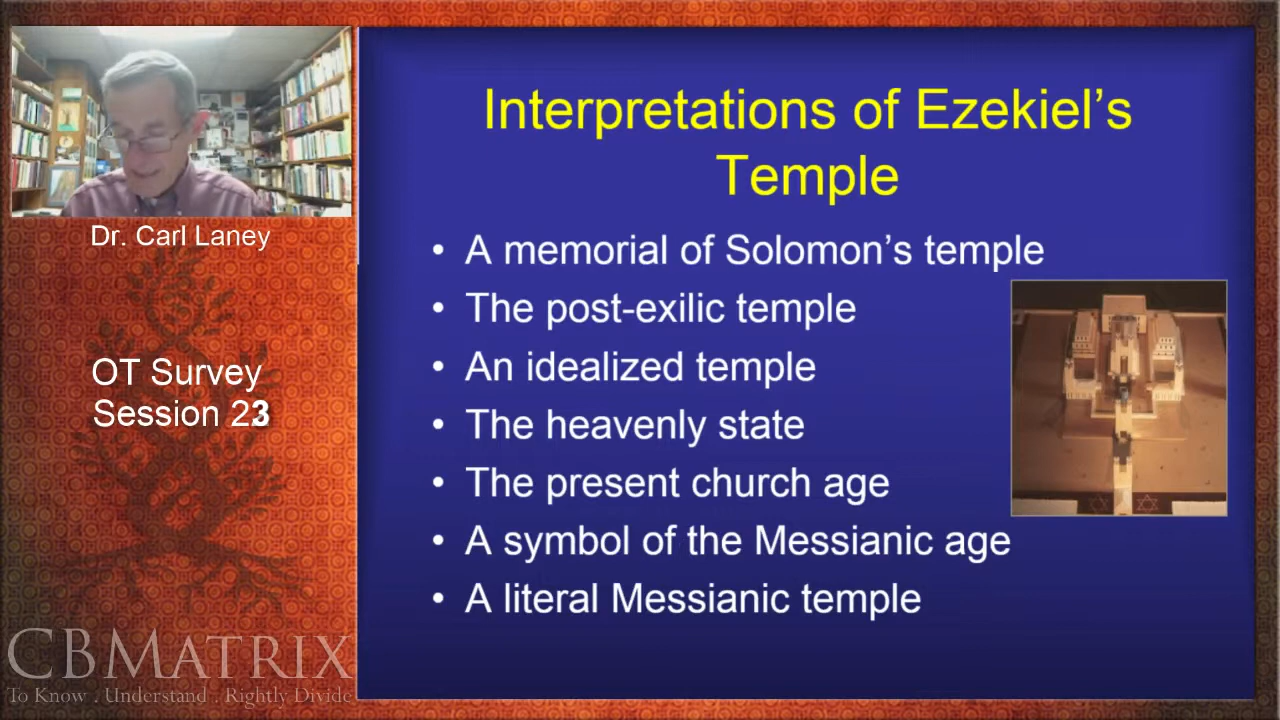 Dr. Carl Laney
OT Survey
Session 23
CBMATRIX
To Know . Understand . Rightly Divide
Interpretations of Ezekiel's
Temple
• A memorial of Solomon's temple
• The post-exilic temple
• An idealized temple
• The heavenly state
• The present church age
• A symbol of the Messianic age
• A literal Messianic temple